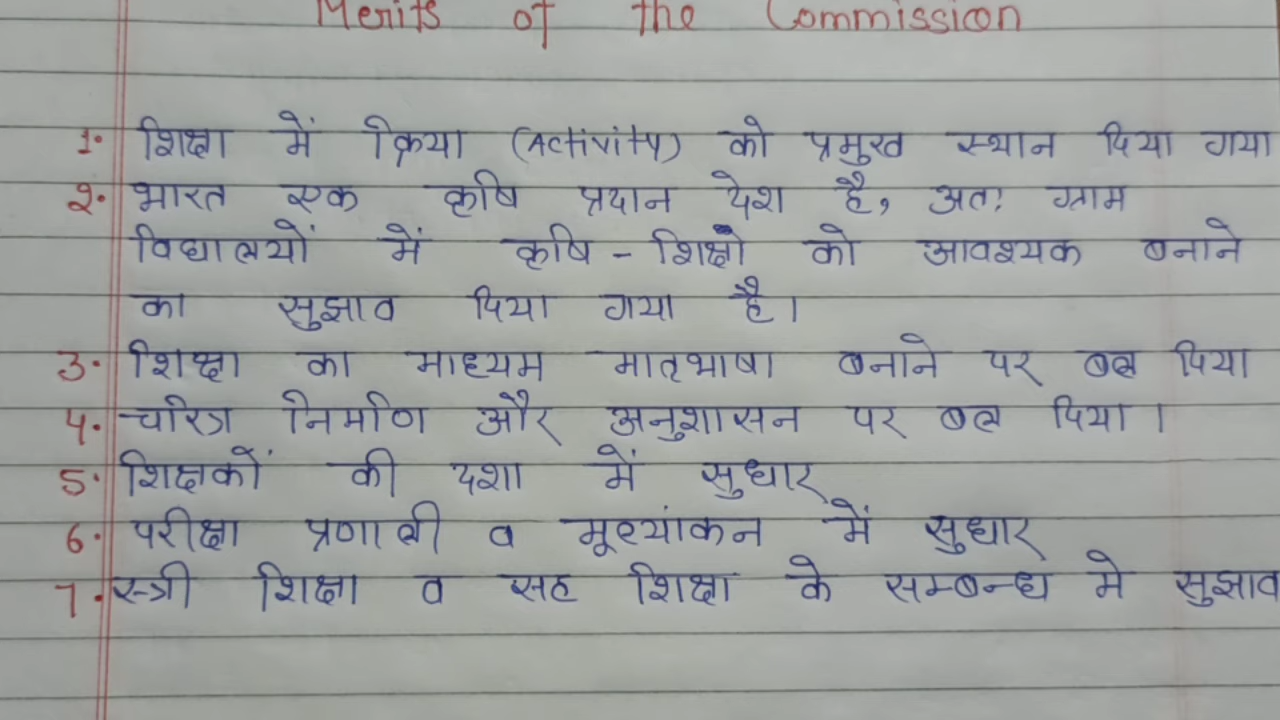 Merits of the Commission
1. शिक्षा में क्रिया (Activity) को प्रमुख स्थान दिया गया
2. भारत एक कृषि प्रदान देश है, अतः ग्राम
विद्यालयों में कृषि - शिक्षा को आवश्यक बनाने
का सुझाव दिया गया है।
3. शिक्षा का माध्यम मातृभाषा बनाने पर बल दिया
4. चरित्र निर्माण और अनुशासन पर बल दिया।
5. शिक्षकों की दशा में सुधार
6. परीक्षा प्रणाली व मूल्यांकन में सुधार
7. स्त्री शिक्षा व सह शिक्षा के सम्बन्ध मे सुझाव